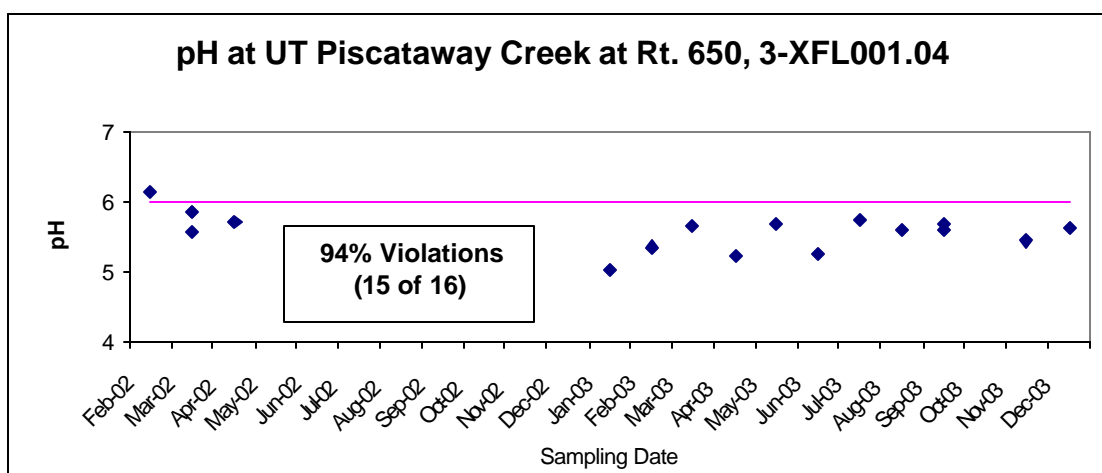 pH at UT Piscataway Creek at Rt. 650, 3-XFL001.04
7
6
5
4
pH
94% Violations
(15 of 16)
Feb-02
Mar-02
Apr-02
May-02
Jun-02
Jul-02
Aug-02
Sep-02
Oct-02
Nov-02
Dec-02
Jan-03
Feb-03
Mar-03
Apr-03
May-03
Jun-03
Jul-03
Aug-03
Sep-03
Oct-03
Nov-03
Dec-03
Sampling Date